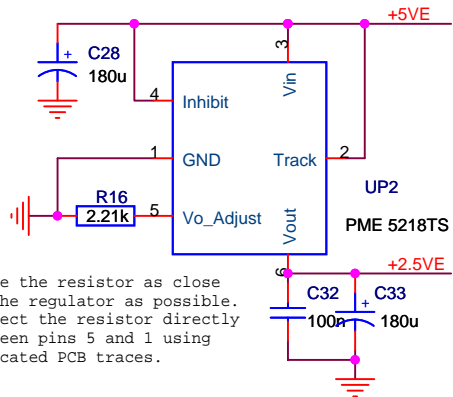 +5VE
C28
180u
3
Vin
4
Inhibit
1
GND
Track
2
R16
2.21k
5
Vo_Adjust
UP2
Vout
PME 5218TS
6
+2.5VE
e the resistor as close
he regulator as possible.
ect the resistor directly
een pins 5 and 1 using
cated PCB traces.
C32
100n
C33
180u